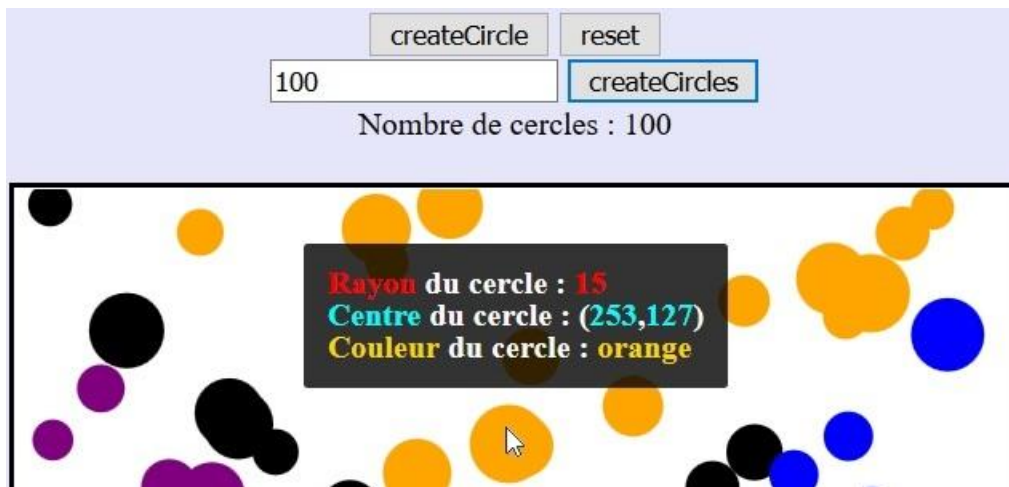 createCircle reset
100 createCircles
Nombre de cercles : 100
Rayon du cercle : 15
Centre du cercle : (253,127)
Couleur du cercle : orange